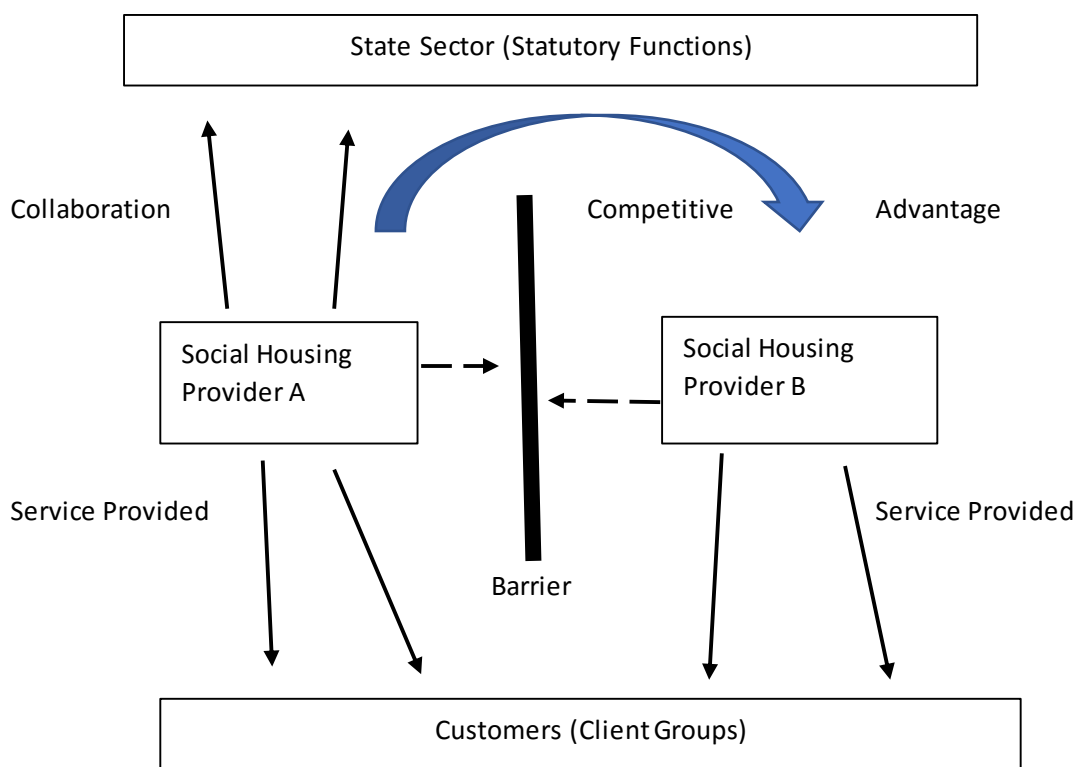 State Sector (Statutory Functions)
Collaboration
Competitive
Advantage
Social Housing
Provider A
Social Housing
Provider B
Service Provided
Service Provided
Barrier
Customers (Client Groups)